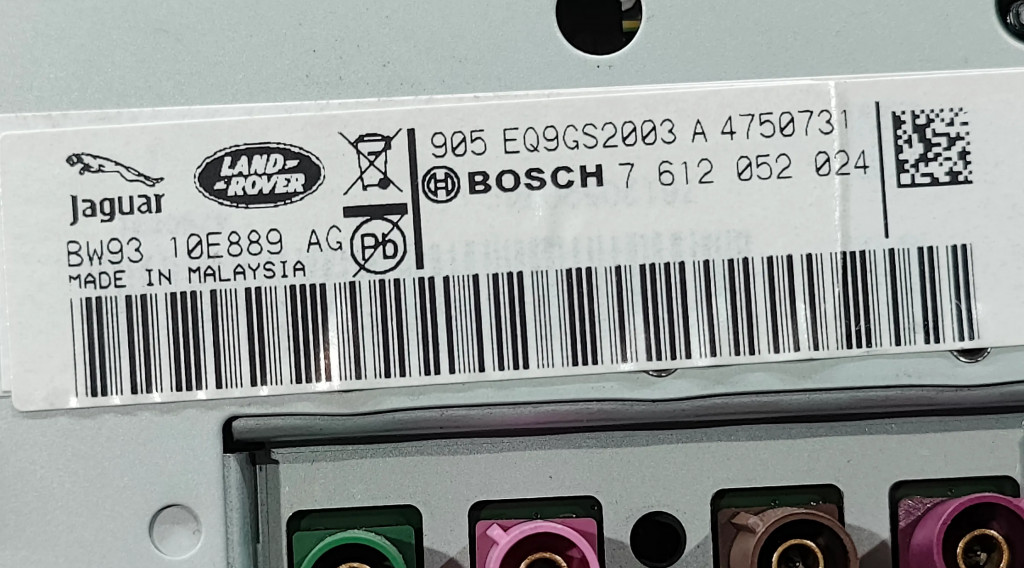 Jaguar
LAND-
-ROVER
BW93 10E889 AG
Pb
MADE IN MALAYSIA
905 EQ9GS2003 A 4750731
BOSCH 7 612 052 024